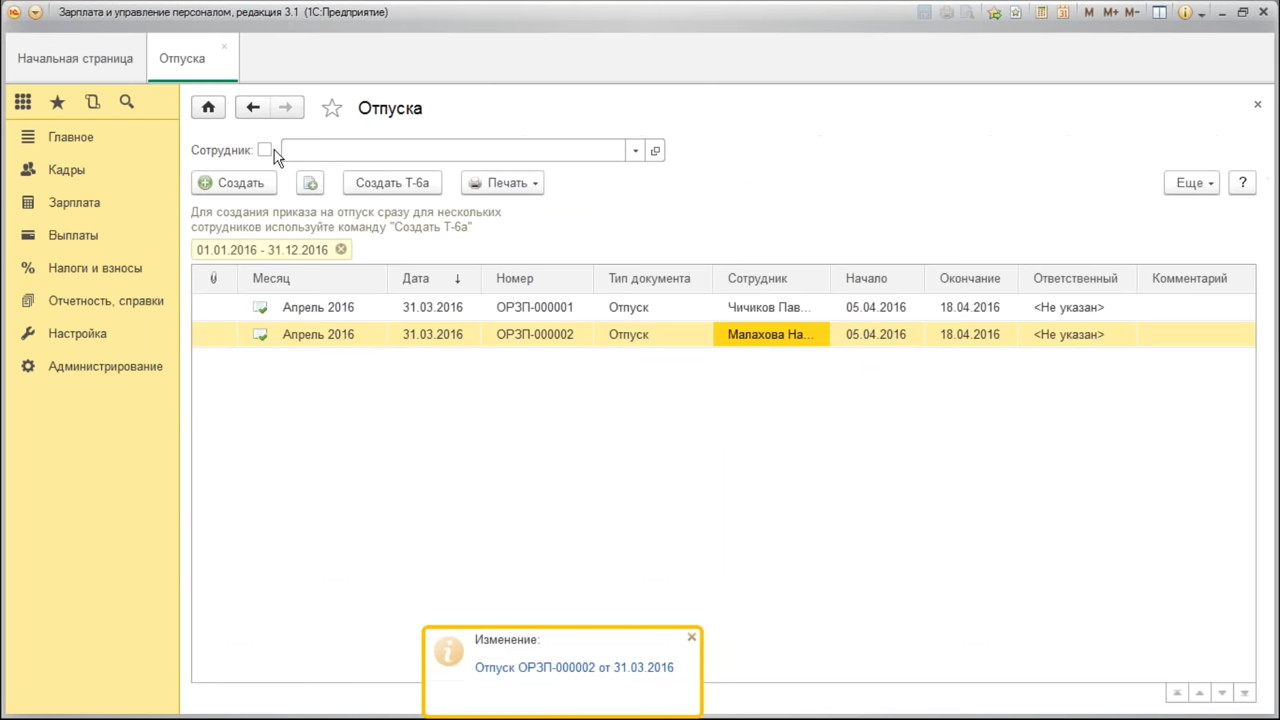 Зарплата и управление персоналом, редакция 3.1 (1С:Предприятие)
M M+ M-
Начальная страница
Отпуска
Главное
Кадры
Зарплата
Выплаты
Налоги и взносы
Отчетность, справки
Настройка
Администрирование
Отпуска
Сотрудник:
Создать Создать Т-6а Печать Еще ?
Для создания приказа на отпуск сразу для нескольких
сотрудников используйте команду "Создать Т-6а"
01.01.2016 - 31.12.2016
Месяц Дата ↓ Номер Тип документа Сотрудник Начало Окончание Ответственный Комментарий
Апрель 2016 31.03.2016 ОРЗП-000001 Отпуск Чичиков Пав... 05.04.2016 18.04.2016 <Не указан>
Апрель 2016 31.03.2016 ОРЗП-000002 Отпуск Малахова На... 05.04.2016 18.04.2016 <Не указан>
Изменение:
Отпуск ОРЗП-000002 от 31.03.2016